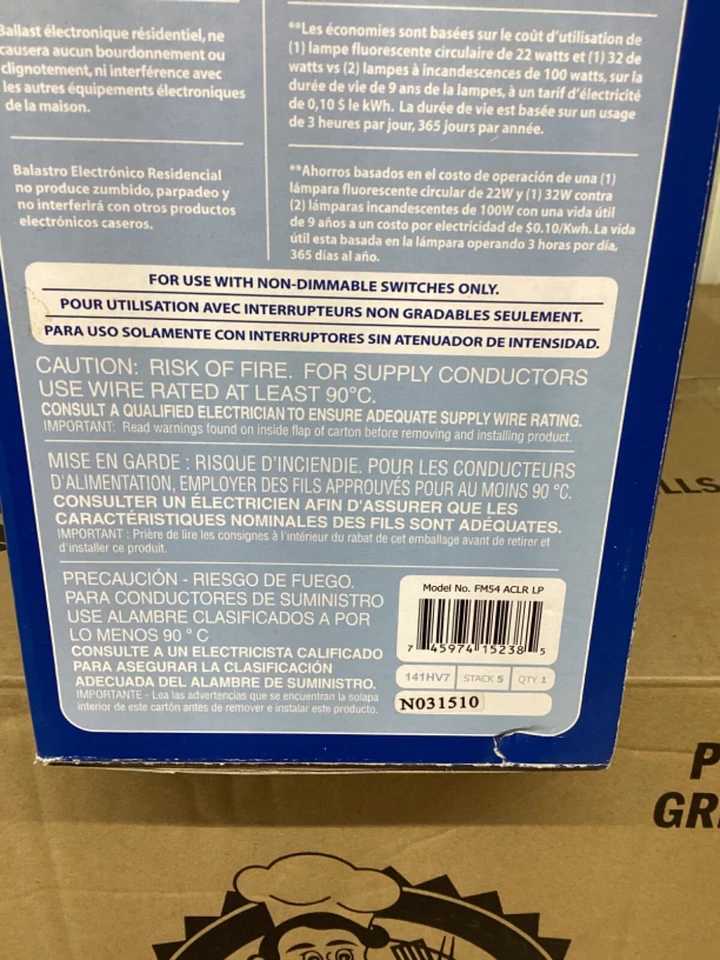 Ballast électronique résidentiel, ne
causera aucun bourdonnement ou
clignotement, ni interférence avec
les autres équipements électroniques
de la maison.
**Les économies sont basées sur le coût d'utilisation de
(1) lampe fluorescente circulaire de 22 watts et (1) 32 de
watts vs (2) lampes à incandescences de 100 watts, sur la
durée de vie de 9 ans de la lampes, à un tarif d'électricité
de 0,10 $ le kWh. La durée de vie est basée sur un usage
de 3 heures par jour, 365 jours par année.
Balastro Electrónico Residencial
no produce zumbido, parpadeo y
no interferirá con otros productos
electrónicos caseros.
**Ahorros basados en el costo de operación de una (1)
lámpara fluorescente circular de 22W y (1) 32W contra
(2) lámparas incandescentes de 100W con una vida útil
de 9 años a un costo por electricidad de $0.10/Kwh. La vida
útil esta basada en la lámpara operando 3 horas por día,
365 días al año.
FOR USE WITH NON-DIMMABLE SWITCHES ONLY.
POUR UTILISATION AVEC INTERRUPTEURS NON GRADABLES SEULEMENT.
PARA USO SOLAMENTE CON INTERRUPTORES SIN ATENUADOR DE INTENSIDAD.
CAUTION: RISK OF FIRE. FOR SUPPLY CONDUCTORS
USE WIRE RATED AT LEAST 90°C.
CONSULT A QUALIFIED ELECTRICIAN TO ENSURE ADEQUATE SUPPLY WIRE RATING.
IMPORTANT: Read warnings found on inside flap of carton before removing and installing product.
MISE EN GARDE : RISQUE D'INCIENDIE. POUR LES CONDUCTEURS
D'ALIMENTATION, EMPLOYER DES FILS APPROUVÉS POUR AU MOINS 90 °C.
CONSULTER UN ÉLECTRICIEN AFIN D'ASSURER QUE LES
CARACTÉRISTIQUES NOMINALES DES FILS SONT ADÉQUATES.
IMPORTANT : Prière de lire les consignes à l'intérieur du rabat de cet emballage avant de retirer et
d'installer ce produit.
PRECAUCIÓN - RIESGO DE FUEGO.
PARA CONDUCTORES DE SUMINISTRO
USE ALAMBRE CLASIFICADOS A POR
LO MENOS 90 ° C
CONSULTE A UN ELECTRICISTA CALIFICADO
PARA ASEGURAR LA CLASIFICACIÓN
ADECUADA DEL ALAMBRE DE SUMINISTRO.
IMPORTANTE - Lea las advertencias que se encuentran la solapa
interior de este cartón antes de remover e instalar este producto.
Model No. FM54 ACLR LP
7 45974 15238 5
141HV7 STACK 5 QTY 1
N031510
LLS
P
GR